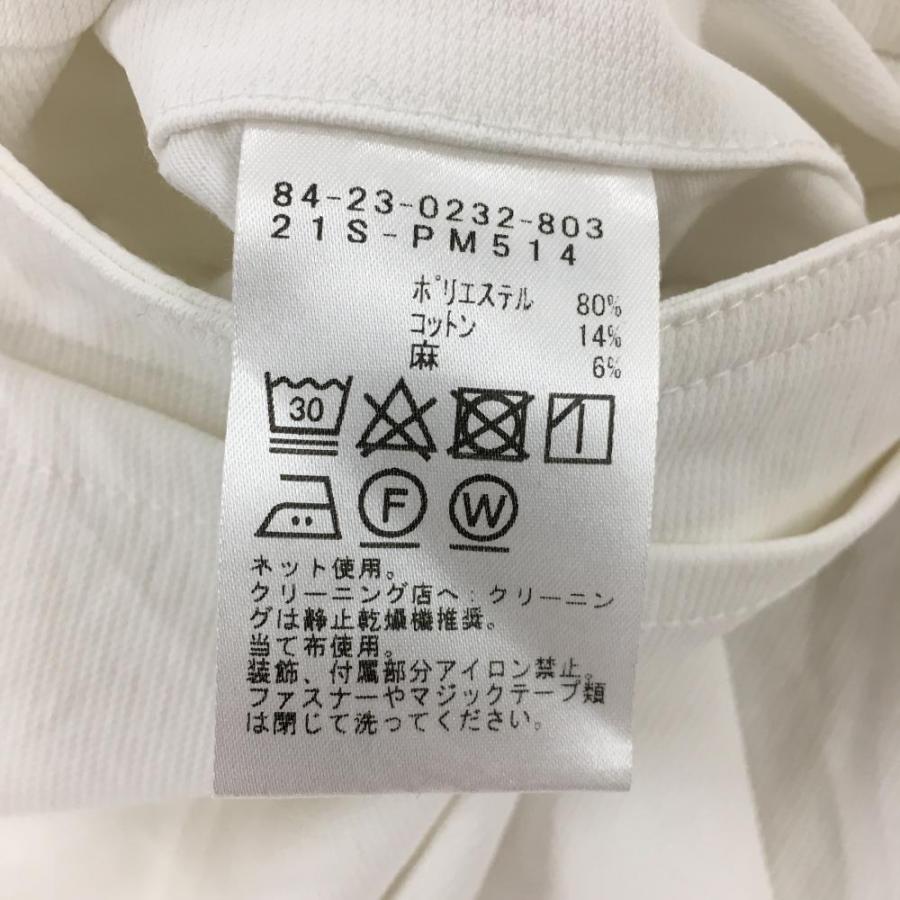 84-23-0232-803
21S-PM514
ポリエステル 80%
コットン 14%
麻 6%
30
F W
ネット使用。
クリーニング店へ：クリーニン
グは静止乾燥機推奨。
当て布使用。
装飾、付属部分アイロン禁止。
ファスナーやマジックテープ類
は閉じて洗ってください。